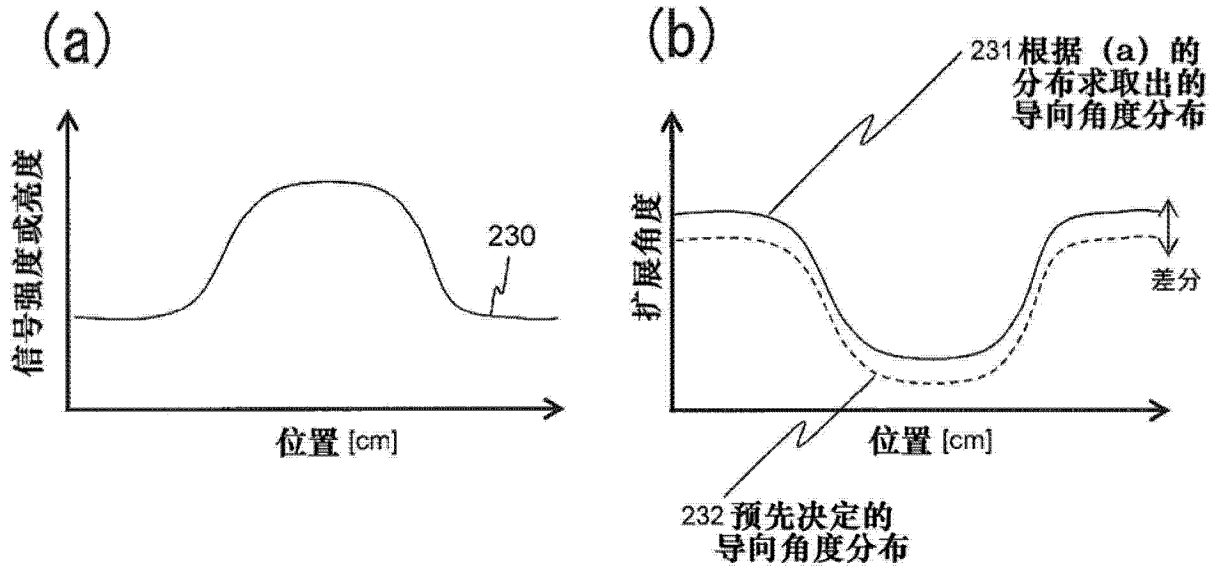 (a)
信号强度或亮度
230
位置 [cm]
(b)
231 根据 (a) 的
分布求取出的
导向角度分布
扩展角度
差分
位置 [cm]
232 预先决定的
导向角度分布